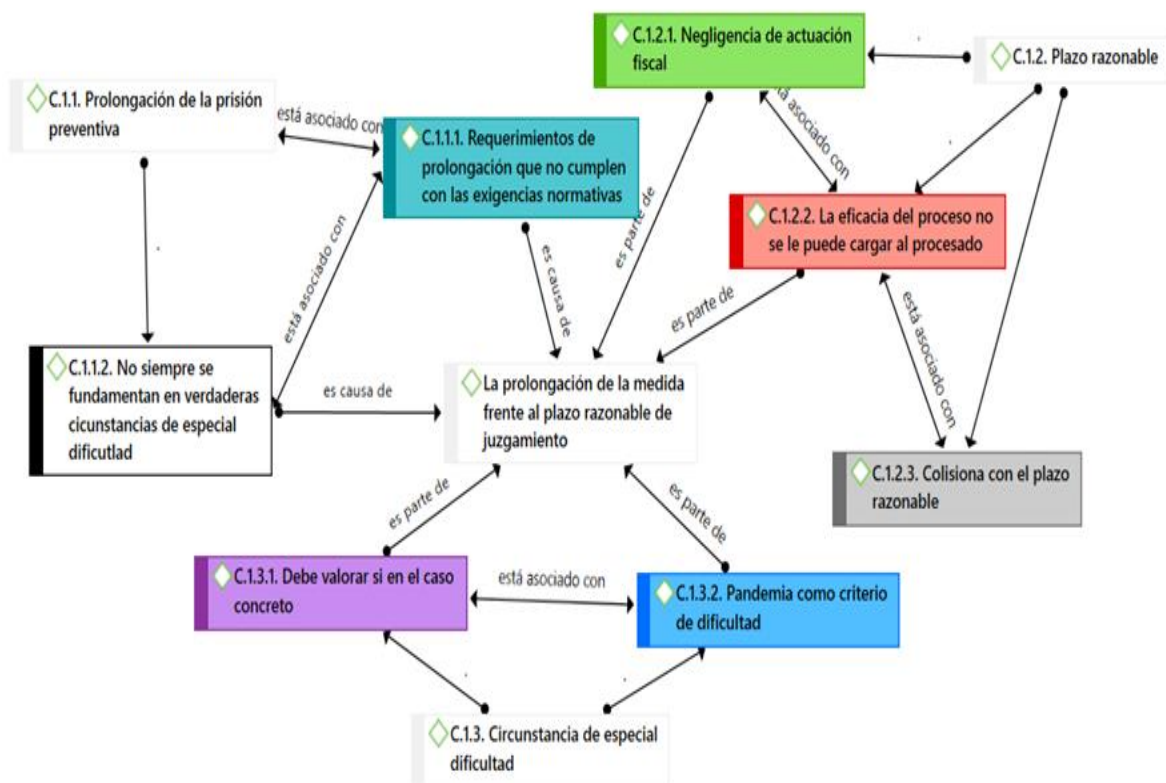 C.1.2.1. Negligencia de actuación
fiscal
C.1.2. Plazo razonable
C.1.1. Prolongación de la prisión
preventiva
está asociado con
C.1.1.1. Requerimientos de
prolongación que no cumplen
con las exigencias normativas
está asociado con
C.1.2.2. La eficacia del proceso no
se le puede cargar al procesado
es parte de
está asociado con
es causa de
es parte de
está asociado con
C.1.1.2. No siempre se
fundamentan en verdaderas
cicunstancias de especial
dificutlad
es causa de
La prolongación de la medida
frente al plazo razonable de
juzgamiento
C.1.2.3. Colisiona con el plazo
razonable
es parte de
es parte de
C.1.3.1. Debe valorar si en el caso
concreto
está asociado con
C.1.3.2. Pandemia como criterio
de dificultad
C.1.3. Circunstancia de especial
dificultad